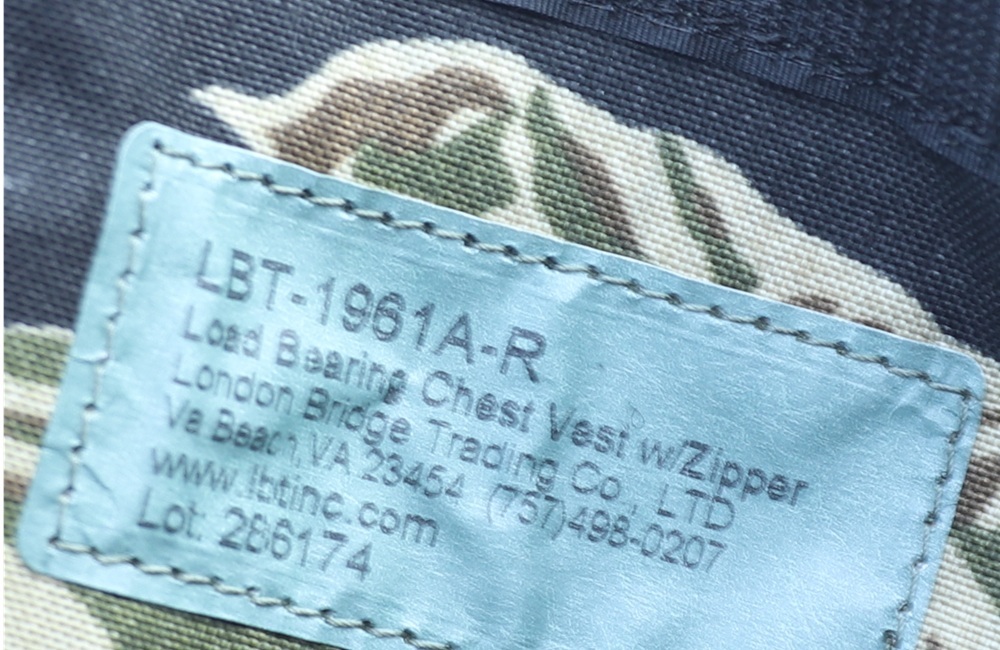 LBT-1961A-R
Load Bearing Chest Vest w/Zipper
London Bridge Trading Co., LTD
Va Beach, VA 23454 (757)498-0207
www.lbtinc.com
Lot: 286174